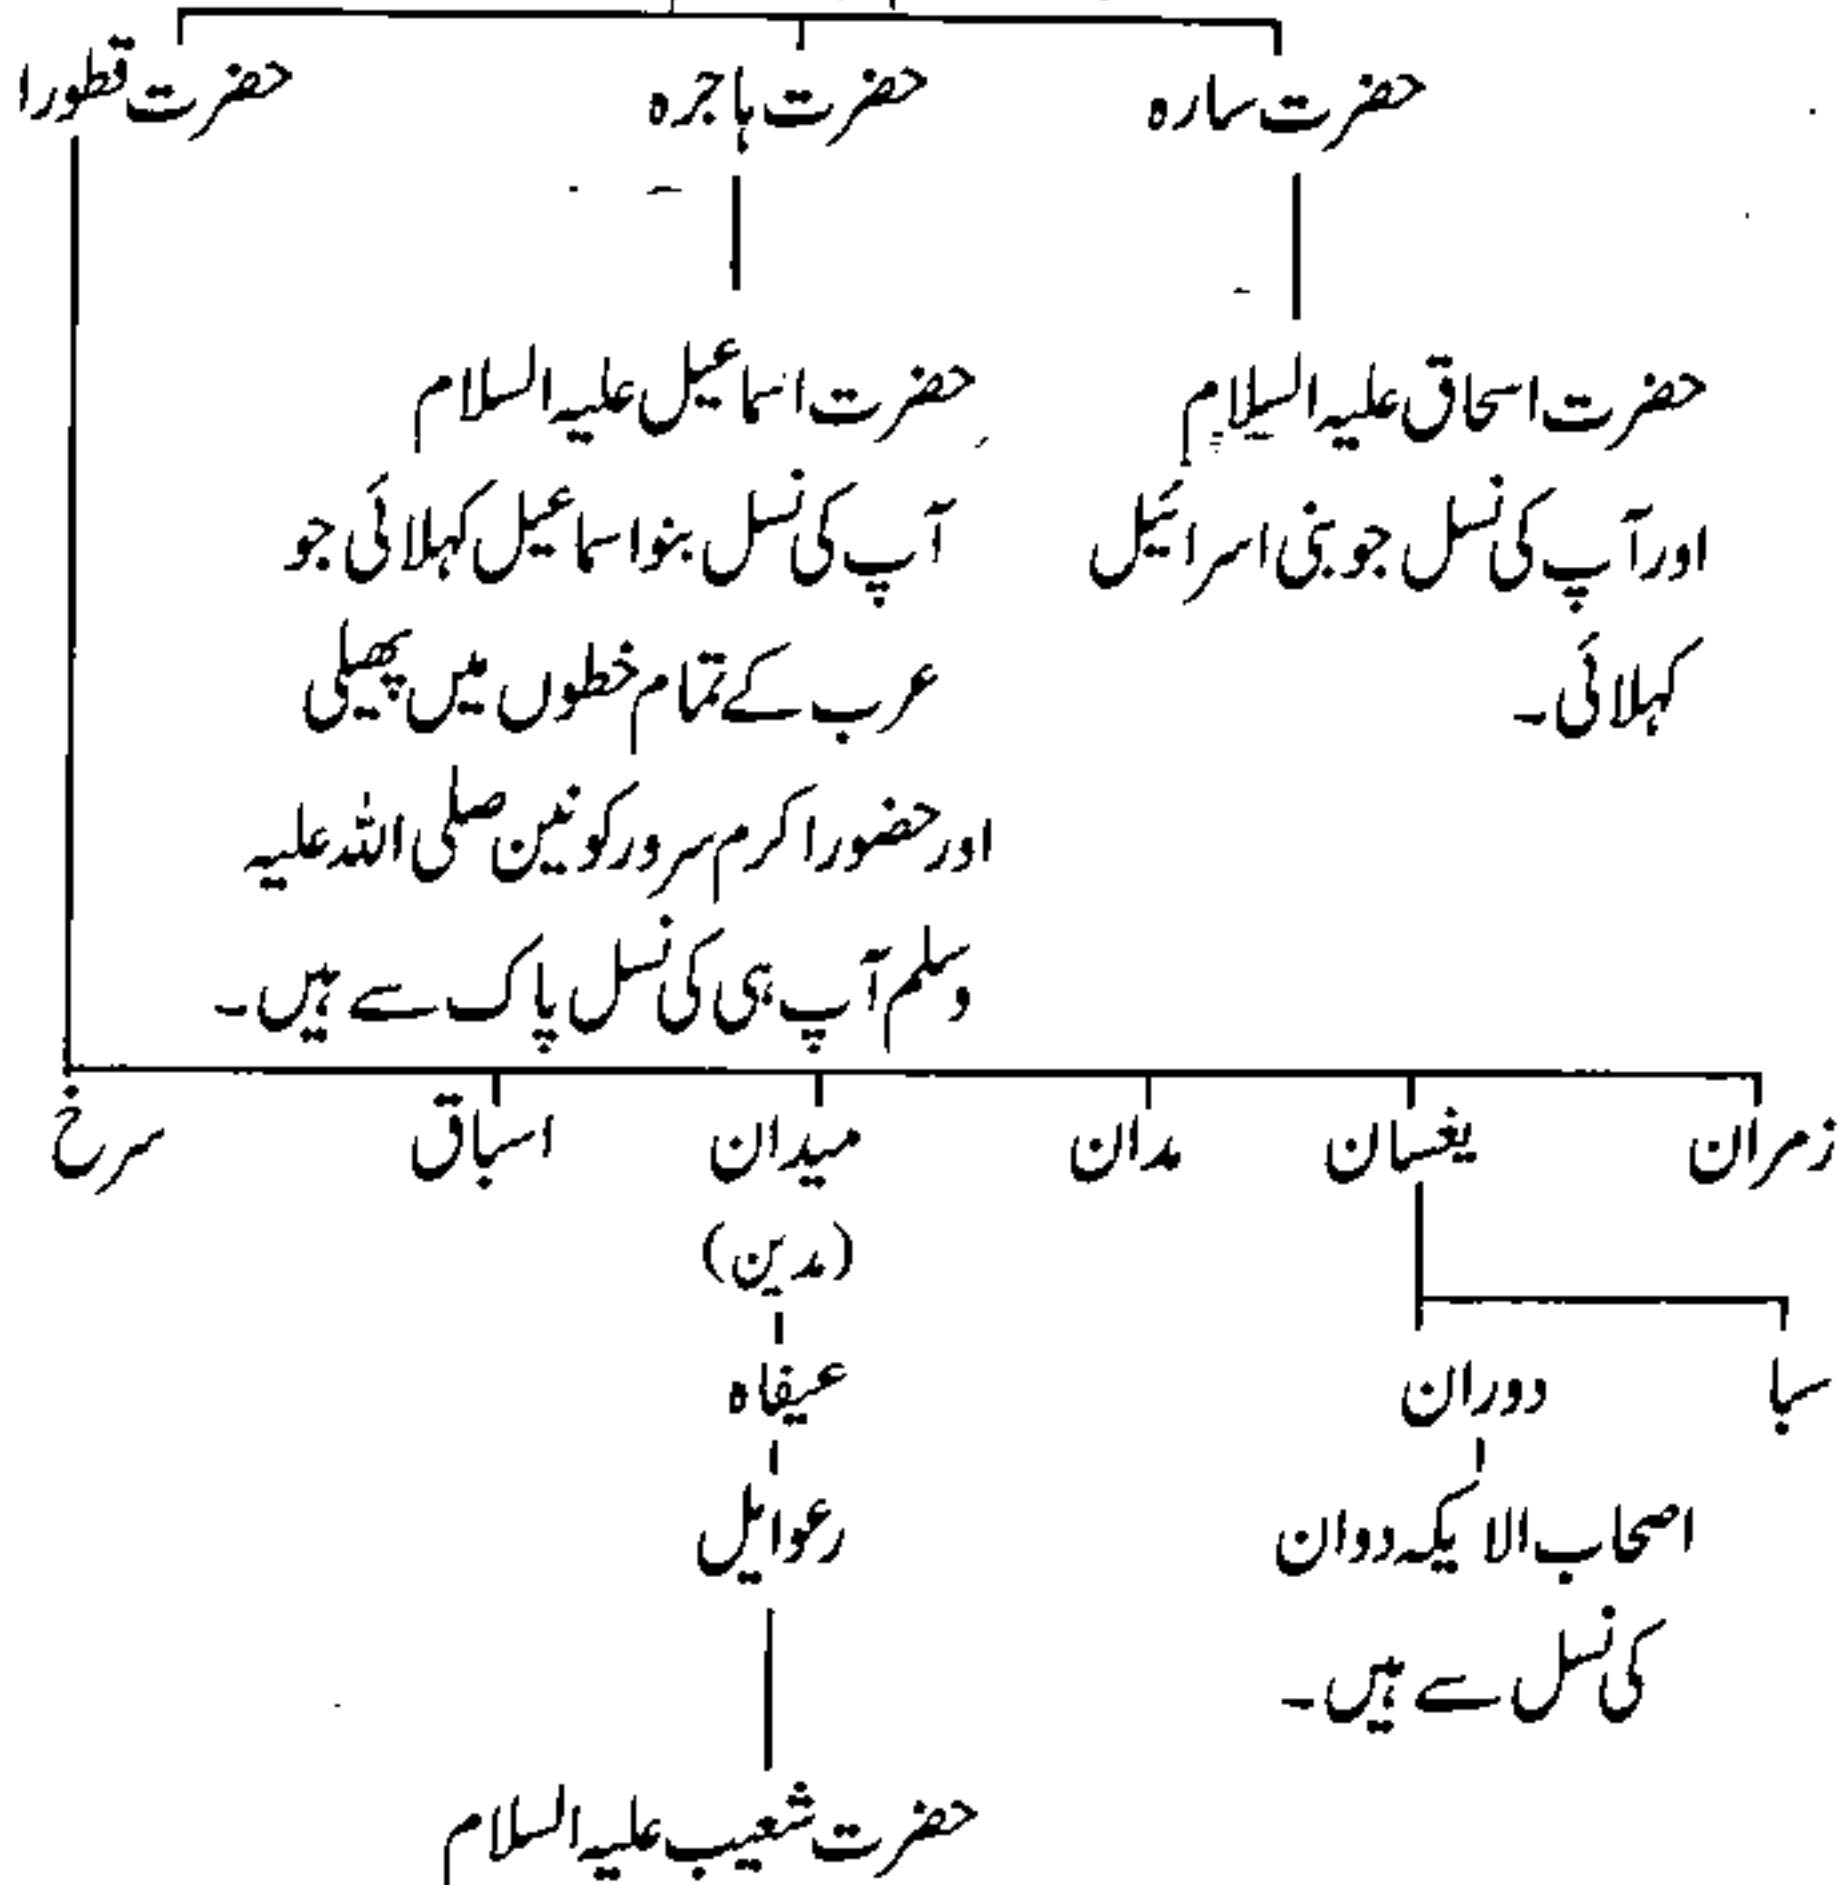 حضرت سارہ
حضرت ہاجرہ
حضرت قطورا
حضرت اسحاق علیہ السلام
اور آپ کی نسل جو بنی اسرائیل
کہلائی۔
حضرت اسماعیل علیہ السلام
آپ کی نسل بنو اسماعیل کہلائی جو
عرب کے تمام خطوں میں پھیلی
اور حضور اکرم سرور کونین صلی اللہ علیہ
وسلم آپ ہی کی نسل پاک سے ہیں۔
زمران
یغسان
مدان
میدان
اسباق
سرخ
(مدین)
سبا
دوران
عیفاہ
اصحاب الایکہ دوان
کی نسل سے ہیں۔
رعوایل
حضرت شعیب علیہ السلام